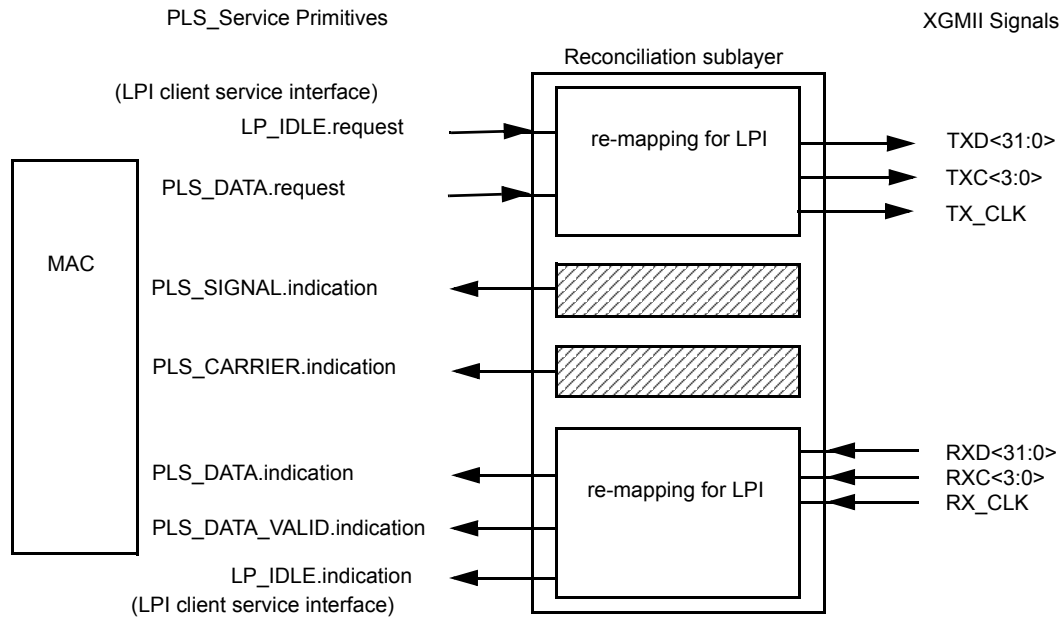 PLS_Service Primitives
XGMII Signals
Reconciliation sublayer
(LPI client service interface)
LP_IDLE.request
re-mapping for LPI
TXD<31:0>
PLS_DATA.request
TXC<3:0>
TX_CLK
MAC
PLS_SIGNAL.indication
PLS_CARRIER.indication
RXD<31:0>
PLS_DATA.indication
re-mapping for LPI
RXC<3:0>
RX_CLK
PLS_DATA_VALID.indication
LP_IDLE.indication
(LPI client service interface)